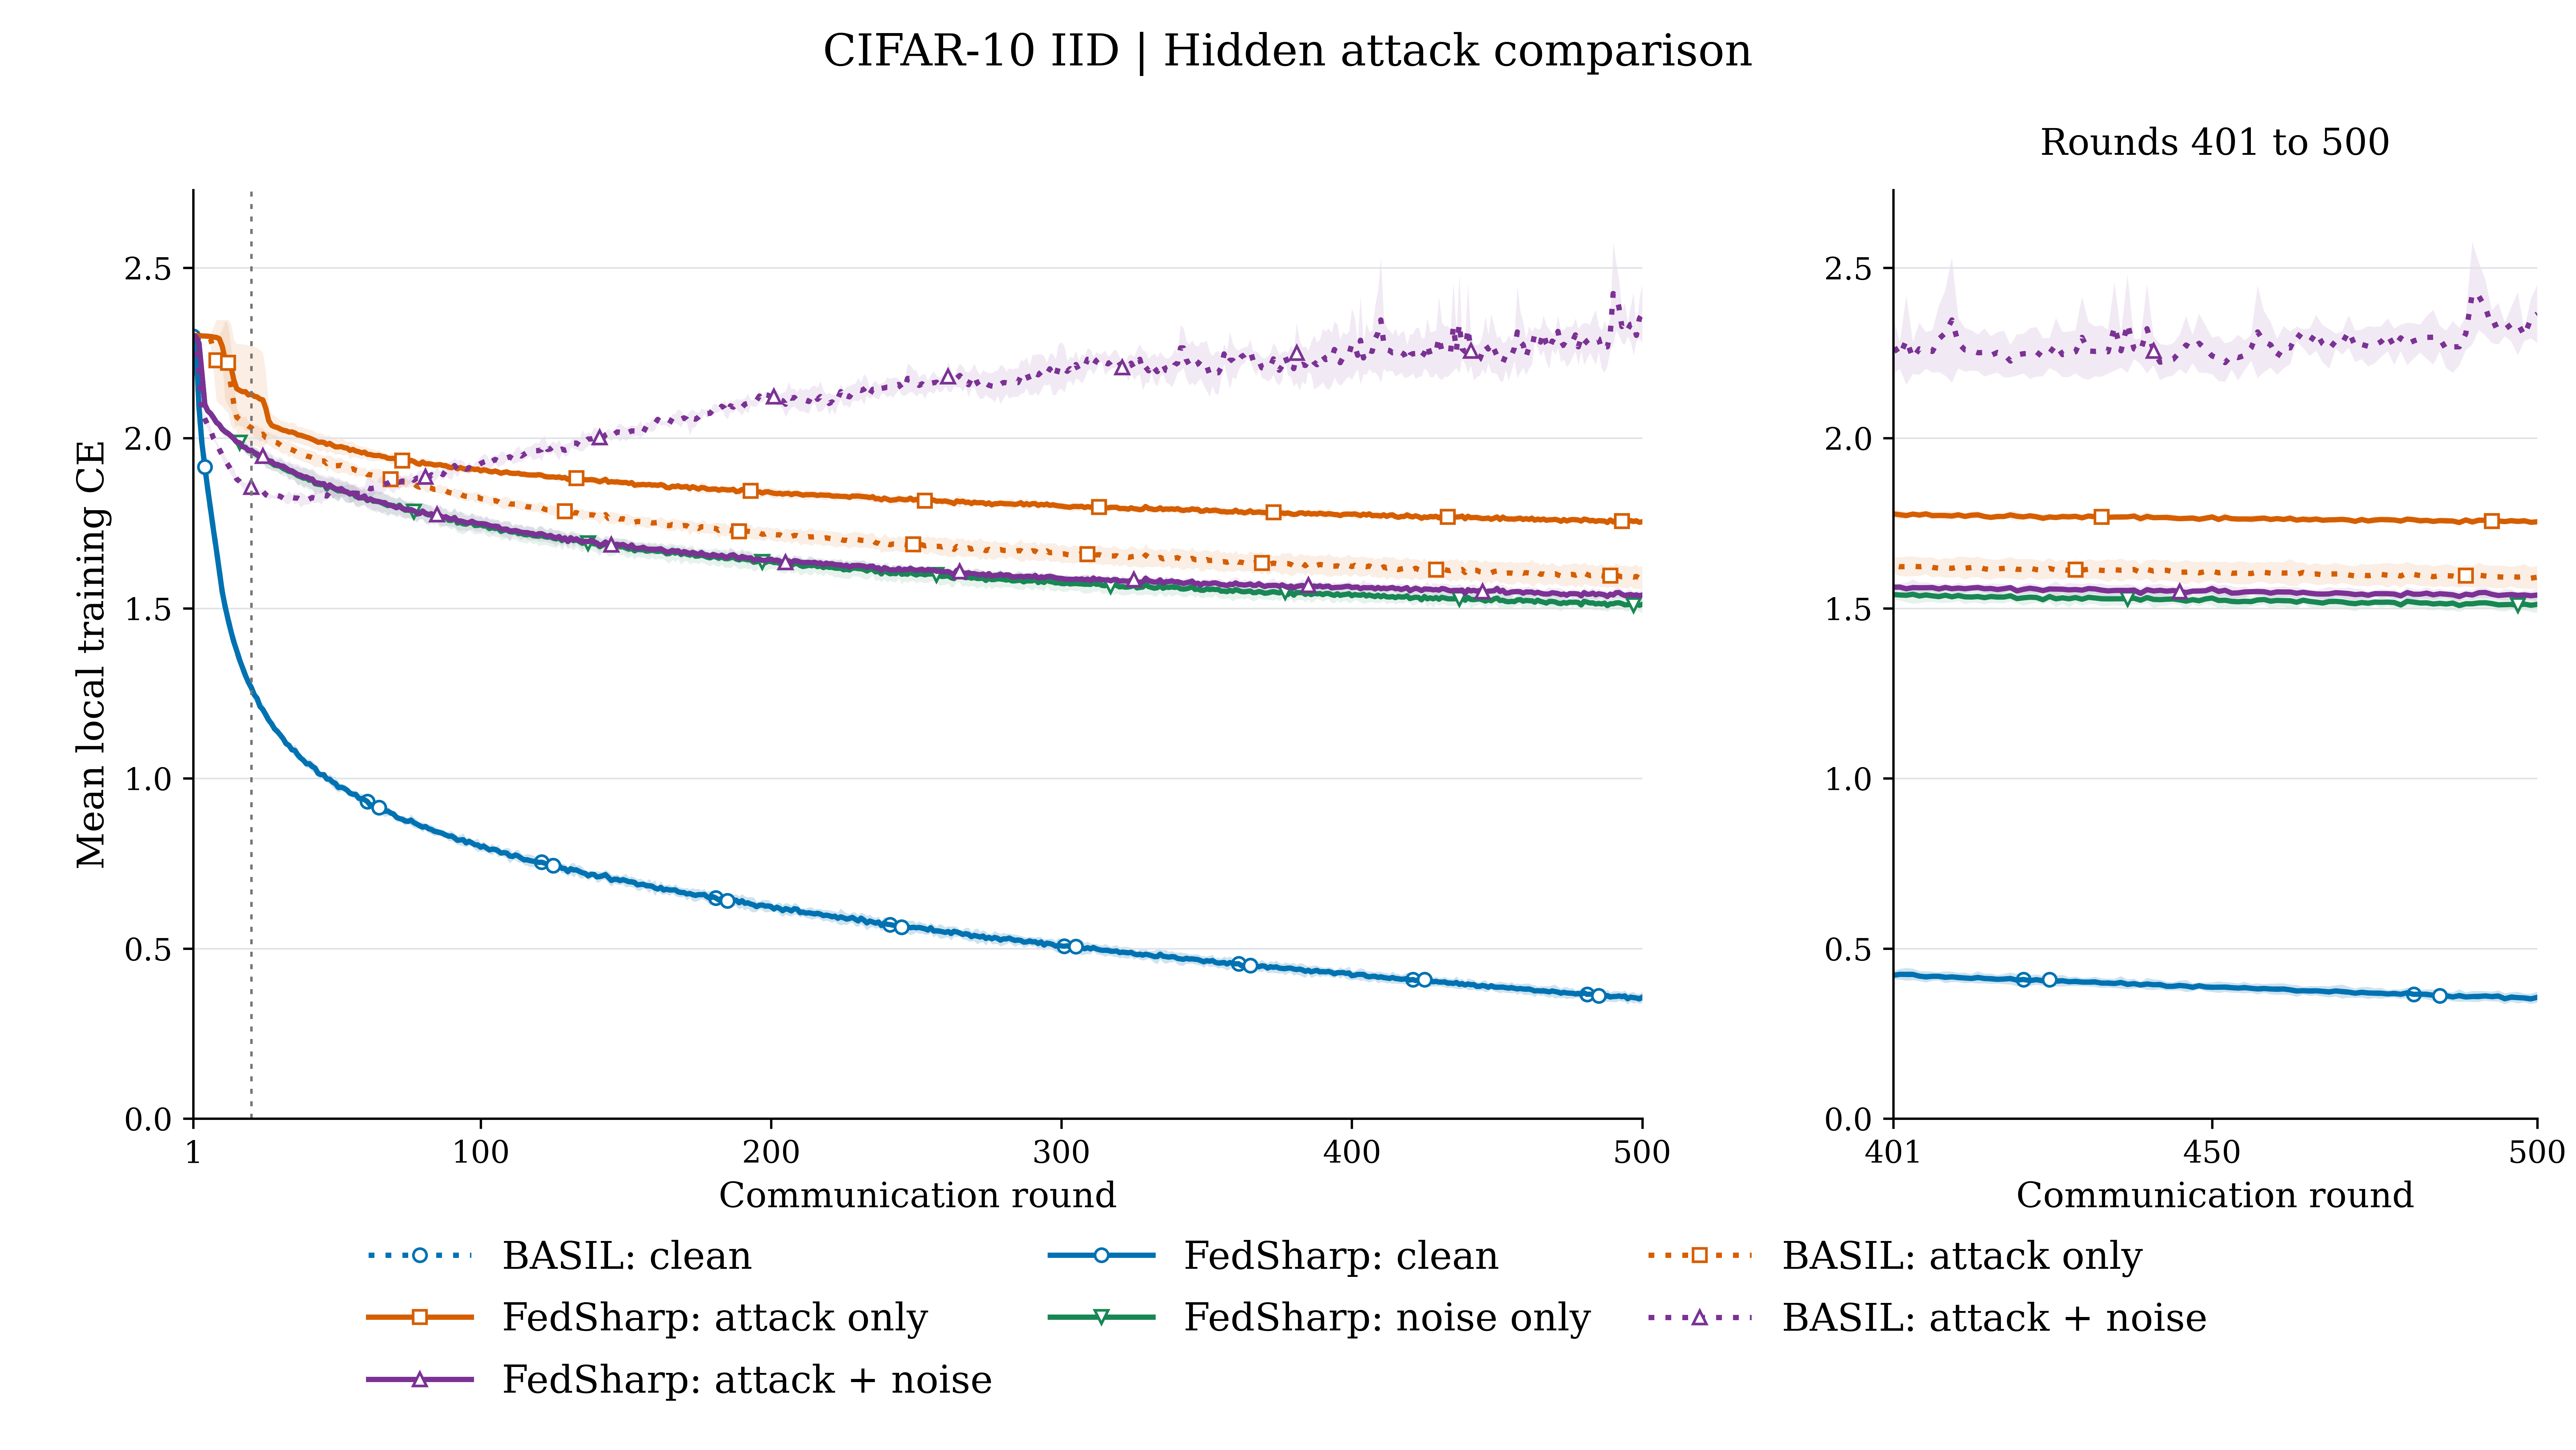 CIFAR-10 IID | Hidden attack comparison
Rounds 401 to 500
Mean local training CE
2.5
2.0
1.5
1.0
0.5
0.0
1 100 200 300 400 500
Communication round
2.5
2.0
1.5
1.0
0.5
0.0
401 450 500
Communication round
BASIL: clean
FedSharp: clean
BASIL: attack only
FedSharp: attack only
FedSharp: noise only
BASIL: attack + noise
FedSharp: attack + noise